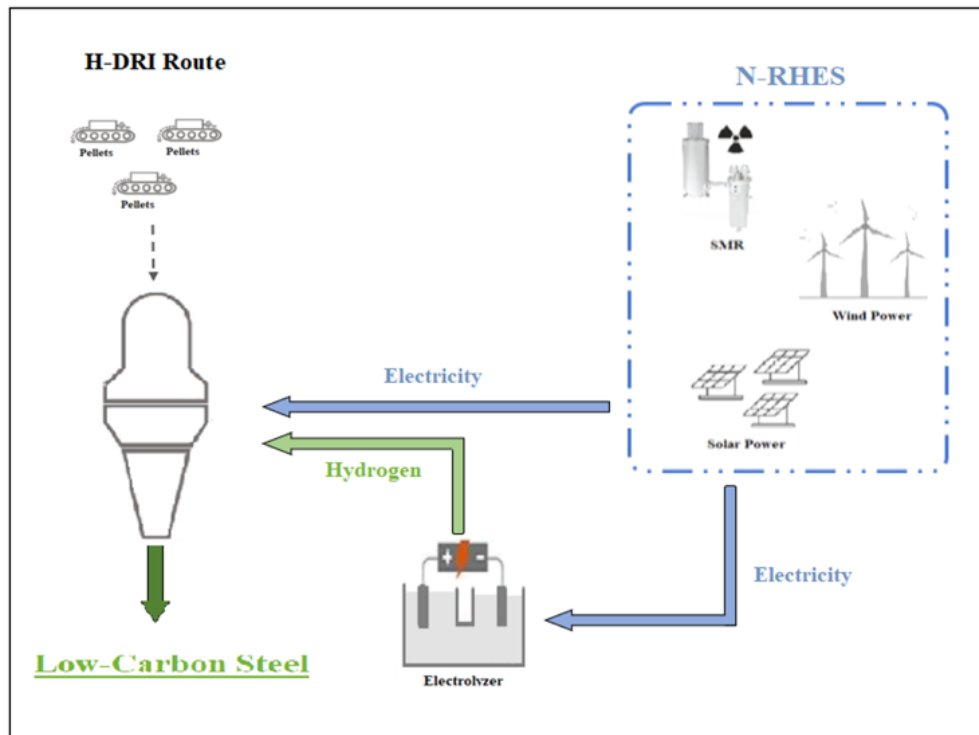 H-DRI Route
N-RHES
Pellets
Pellets
Pellets
SMR
Wind Power
Electricity
Solar Power
Hydrogen
Electricity
Low-Carbon Steel
Electrolyzer
+
-